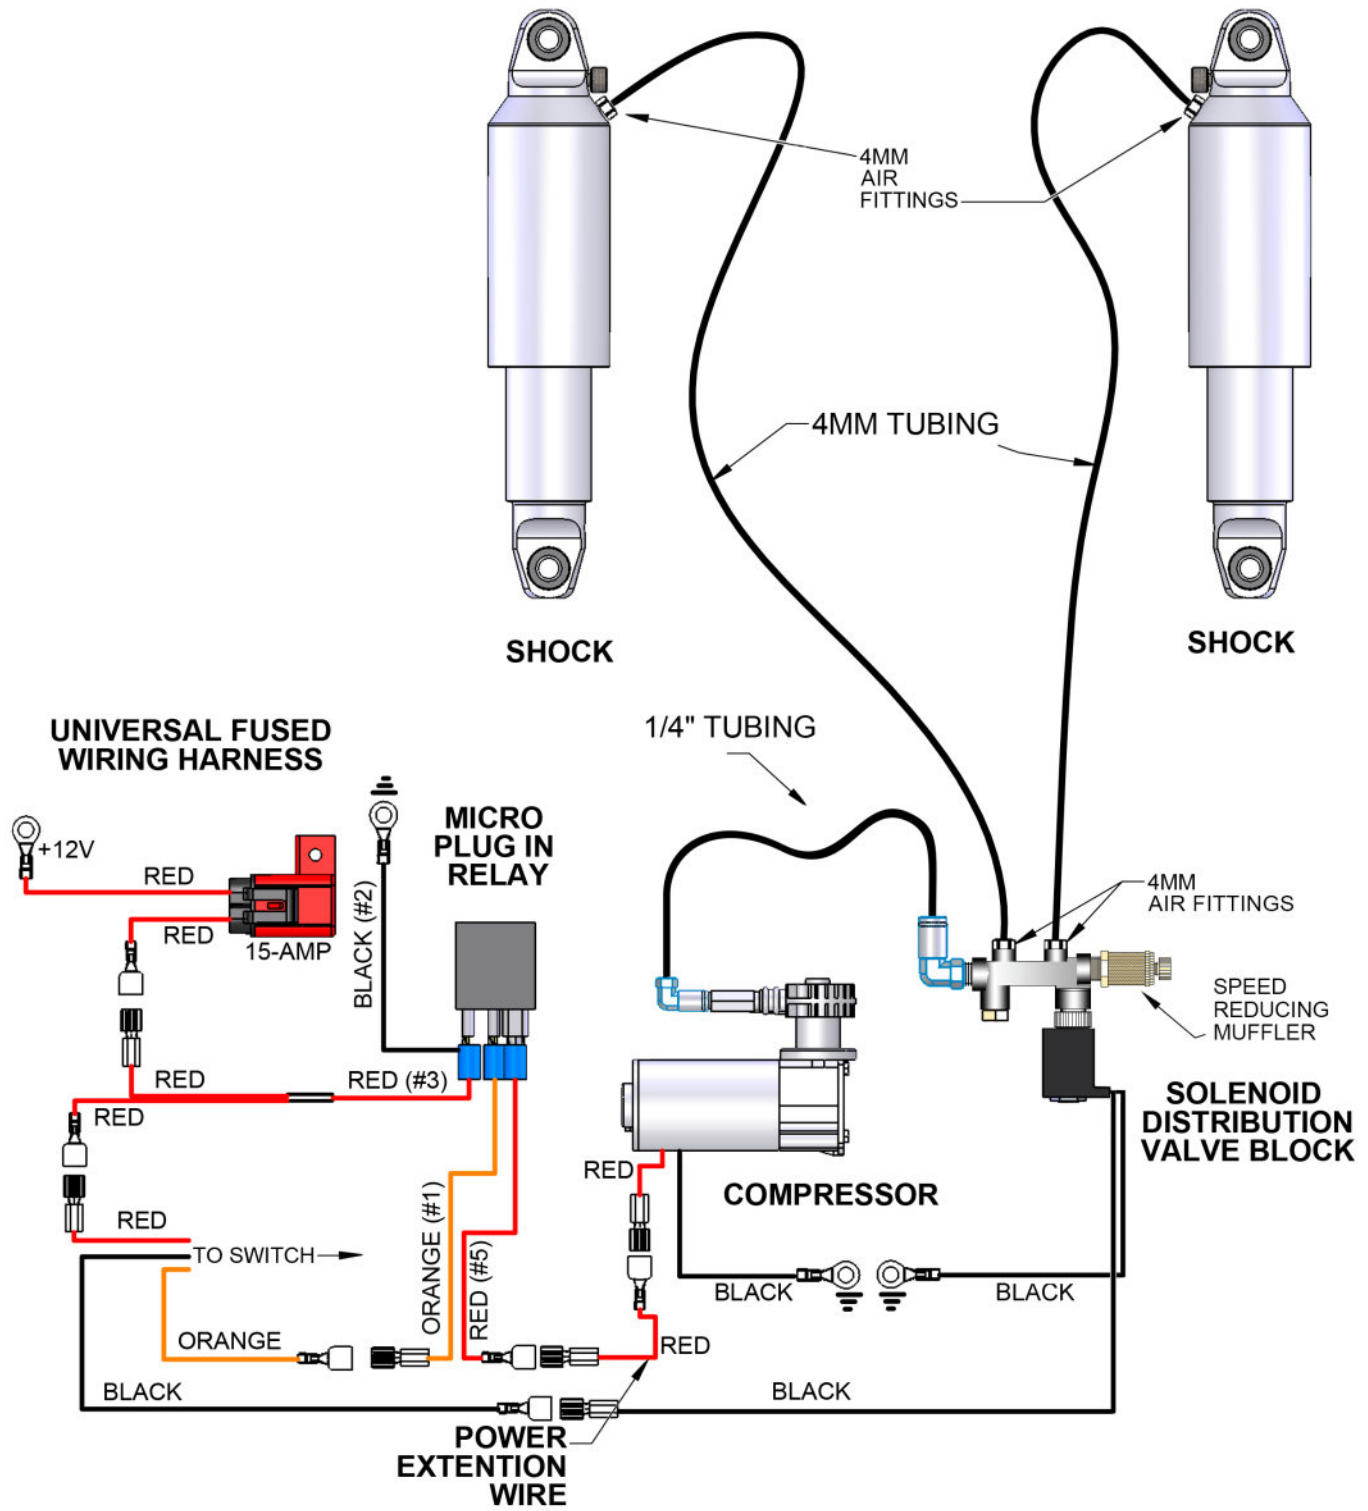 4MM
AIR
FITTINGS
4MM TUBING
SHOCK
SHOCK
1/4" TUBING
UNIVERSAL FUSED
WIRING HARNESS
MICRO
PLUG IN
RELAY
+12V
RED
RED
15-AMP
BLACK (#2)
4MM
AIR FITTINGS
SPEED
REDUCING
MUFFLER
RED
RED (#3)
RED
SOLENOID
DISTRIBUTION
VALVE BLOCK
RED
COMPRESSOR
RED
TO SWITCH
ORANGE (#1)
RED (#5)
BLACK
BLACK
ORANGE
RED
BLACK
BLACK
POWER
EXTENTION
WIRE